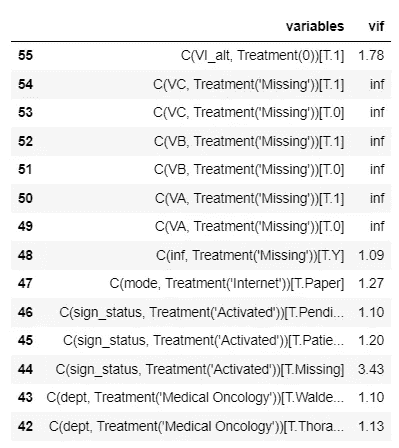 variables vif
55 C(VI_alt, Treatment(0))[T.1] 1.78
54 C(VC, Treatment('Missing'))[T.1] inf
53 C(VC, Treatment('Missing'))[T.0] inf
52 C(VB, Treatment('Missing'))[T.1] inf
51 C(VB, Treatment('Missing'))[T.0] inf
50 C(VA, Treatment('Missing'))[T.1] inf
49 C(VA, Treatment('Missing'))[T.0] inf
48 C(inf, Treatment('Missing'))[T.Y] 1.09
47 C(mode, Treatment('Internet'))[T.Paper] 1.27
46 C(sign_status, Treatment('Activated'))[T.Pendi... 1.10
45 C(sign_status, Treatment('Activated'))[T.Patie... 1.20
44 C(sign_status, Treatment('Activated'))[T.Missing] 3.43
43 C(dept, Treatment('Medical Oncology'))[T.Walde... 1.10
42 C(dept, Treatment('Medical Oncology'))[T.Thora... 1.13